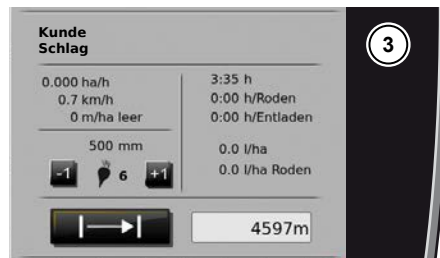 Kunde
Schlag
0.000 ha/h
0.7 km/h
0 m/ha leer
3:35 h
0:00 h/Roden
0:00 h/Entladen
500 mm
-1 6 +1
0.0 l/ha
0.0 l/ha Roden
4597m
3